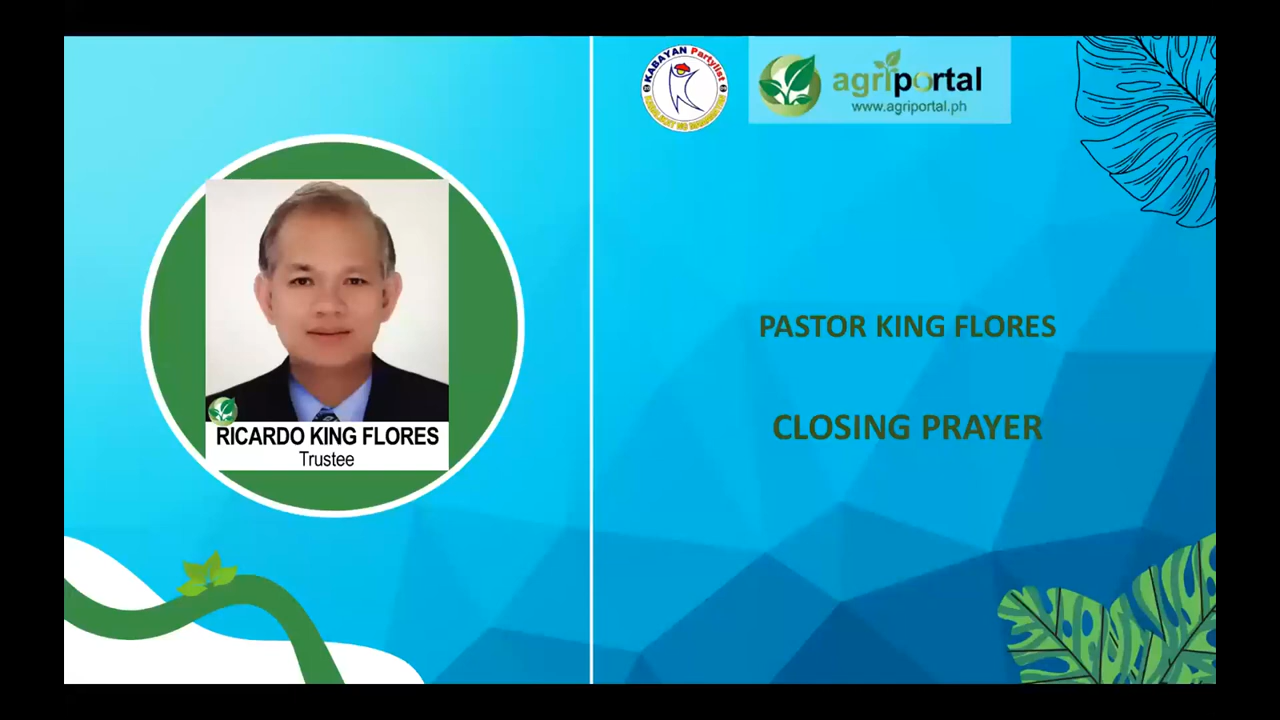 KABAYAN Partylist
agriportal
www.agriportal.ph
RICARDO KING FLORES
Trustee
PASTOR KING FLORES
CLOSING PRAYER